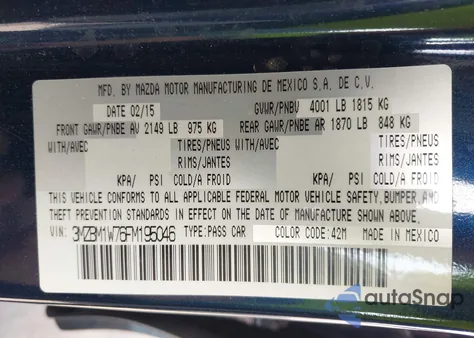 MFD. BY MAZDA MOTOR MANUFACTURING DE MEXICO S.A. DE C.V.
DATE 02/15 GVWR/PNBV 4001 LB 1815 KG
FRONT GAWR/PNBE AV 2149 LB 975 KG REAR GAWR/PNBE AR 1870 LB 848 KG
WITH/AVEC TIRES/PNEUS WITH/AVEC TIRES/PNEUS
RIMS/JANTES RIMS/JANTES
KPA/ PSI COLD/A FROID KPA/ PSI COLD/A FROID
THIS VEHICLE CONFORMS TO ALL APPLICABLE FEDERAL MOTOR VEHICLE SAFETY, BUMPER, AND
THEFT PREVENTION STANDARDS IN EFFECT ON THE DATE OF MANUFACTURE SHOWN ABOVE.
VIN: 3MZBM1W76FM195046 TYPE:PASS CAR COLOR CODE: 42M MADE IN MEXICO
autoSnap